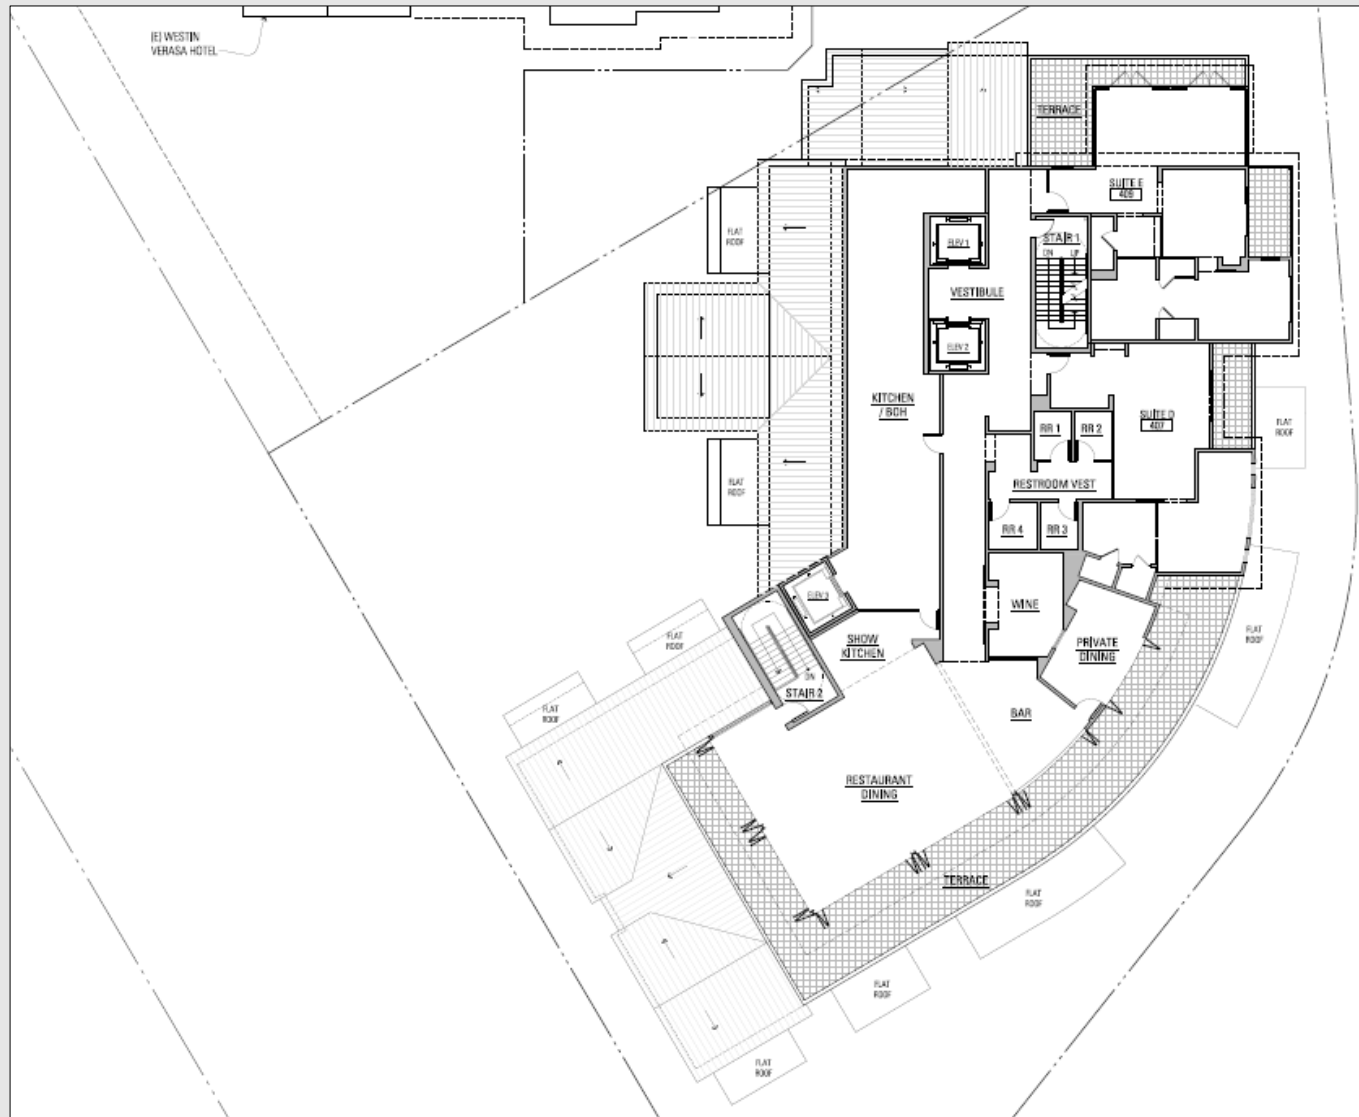 (E) WESTIN
VERASA HOTEL
TERRACE
SUITE E
FLAT
ROOF
ELEV 1
STAIR 1
DN UP
VESTIBULE
ELEV 2
KITCHEN
/ BOH
SUITE D
407
RR 1
RR 2
FLAT
ROOF
FLAT
ROOF
RESTROOM VEST
RR 4
RR 3
ELEV 3
WINE
SHOW
KITCHEN
PRIVATE
DINING
FLAT
ROOF
FLAT
ROOF
DN
STAIR 2
FLAT
ROOF
BAR
RESTAURANT
DINING
TERRACE
FLAT
ROOF
FLAT
ROOF
FLAT
ROOF